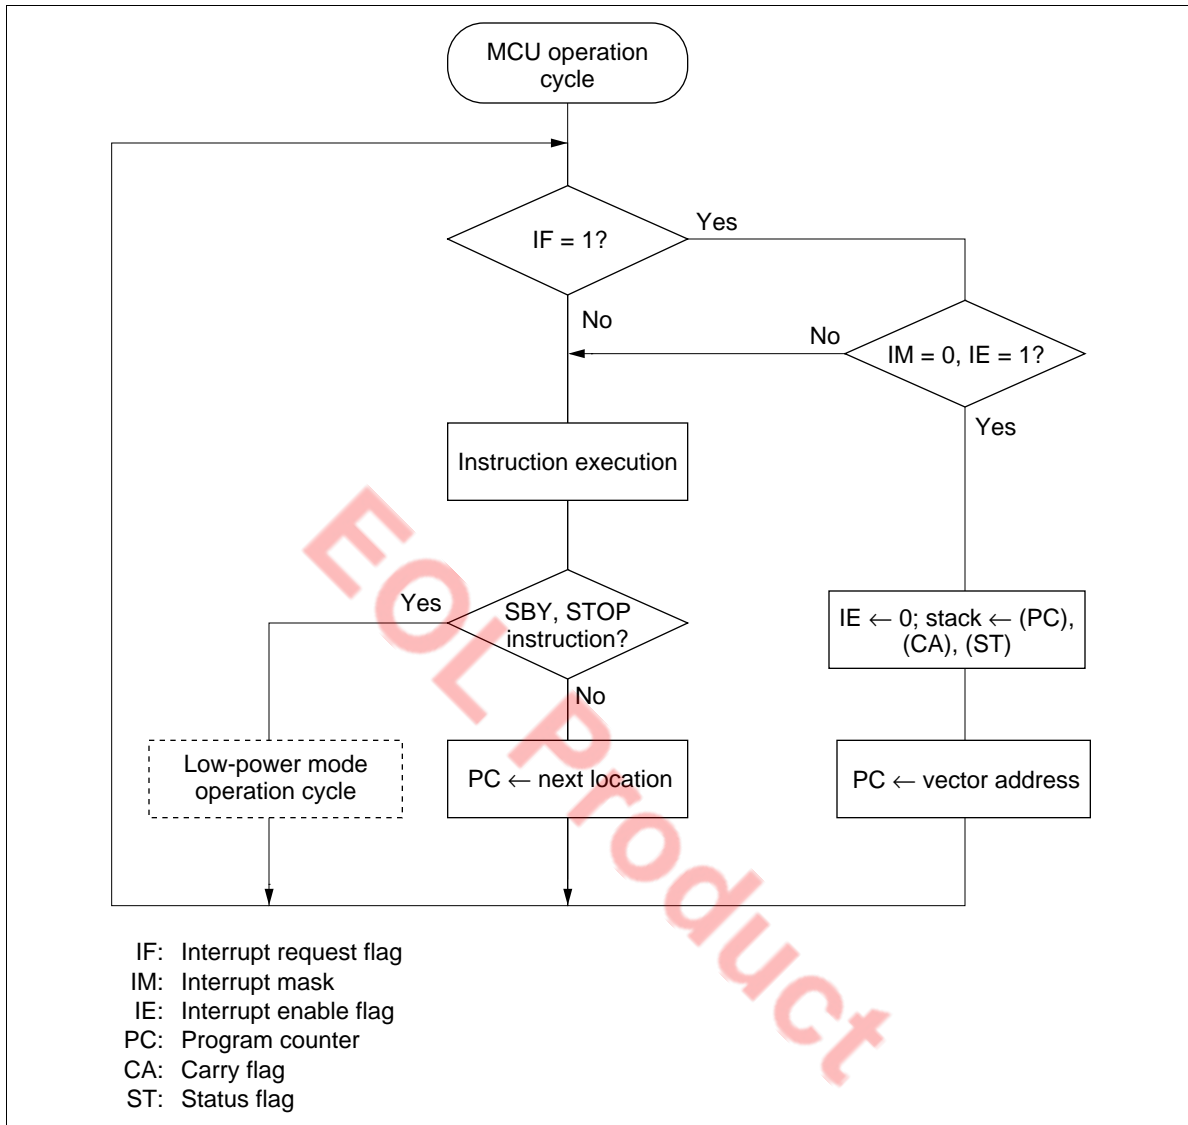 MCU operation
cycle
IF = 1?
Yes
No
No
IM = 0, IE = 1?
Yes
Instruction execution
Yes
SBY, STOP
instruction?
No
IE ← 0; stack ← (PC),
(CA), (ST)
Low-power mode
operation cycle
PC ← next location
PC ← vector address
IF: Interrupt request flag
IM: Interrupt mask
IE: Interrupt enable flag
PC: Program counter
CA: Carry flag
ST: Status flag
EOL Product